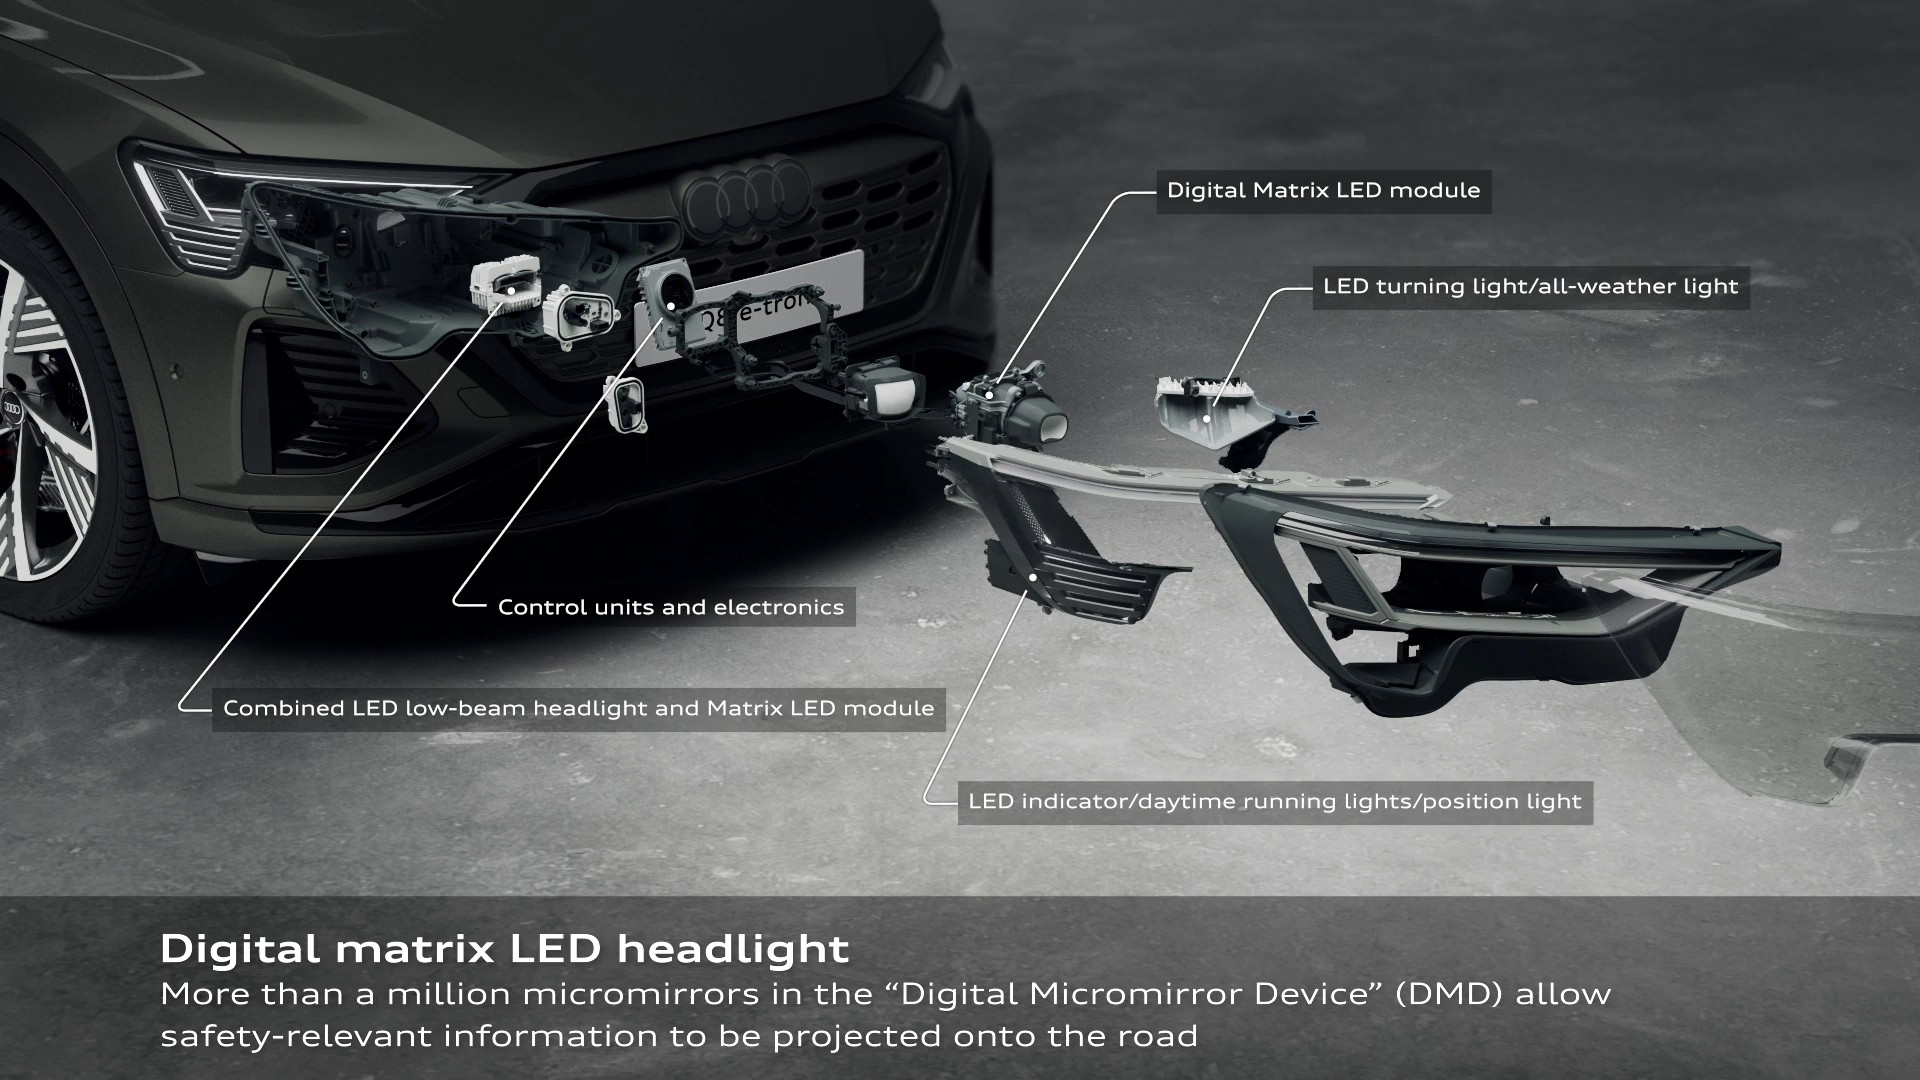 Digital Matrix LED module
LED turning light/all-weather light
Q8 e-tron
Control units and electronics
Combined LED low-beam headlight and Matrix LED module
LED indicator/daytime running lights/position light
Digital matrix LED headlight
More than a million micromirrors in the “Digital Micromirror Device” (DMD) allow
safety-relevant information to be projected onto the road